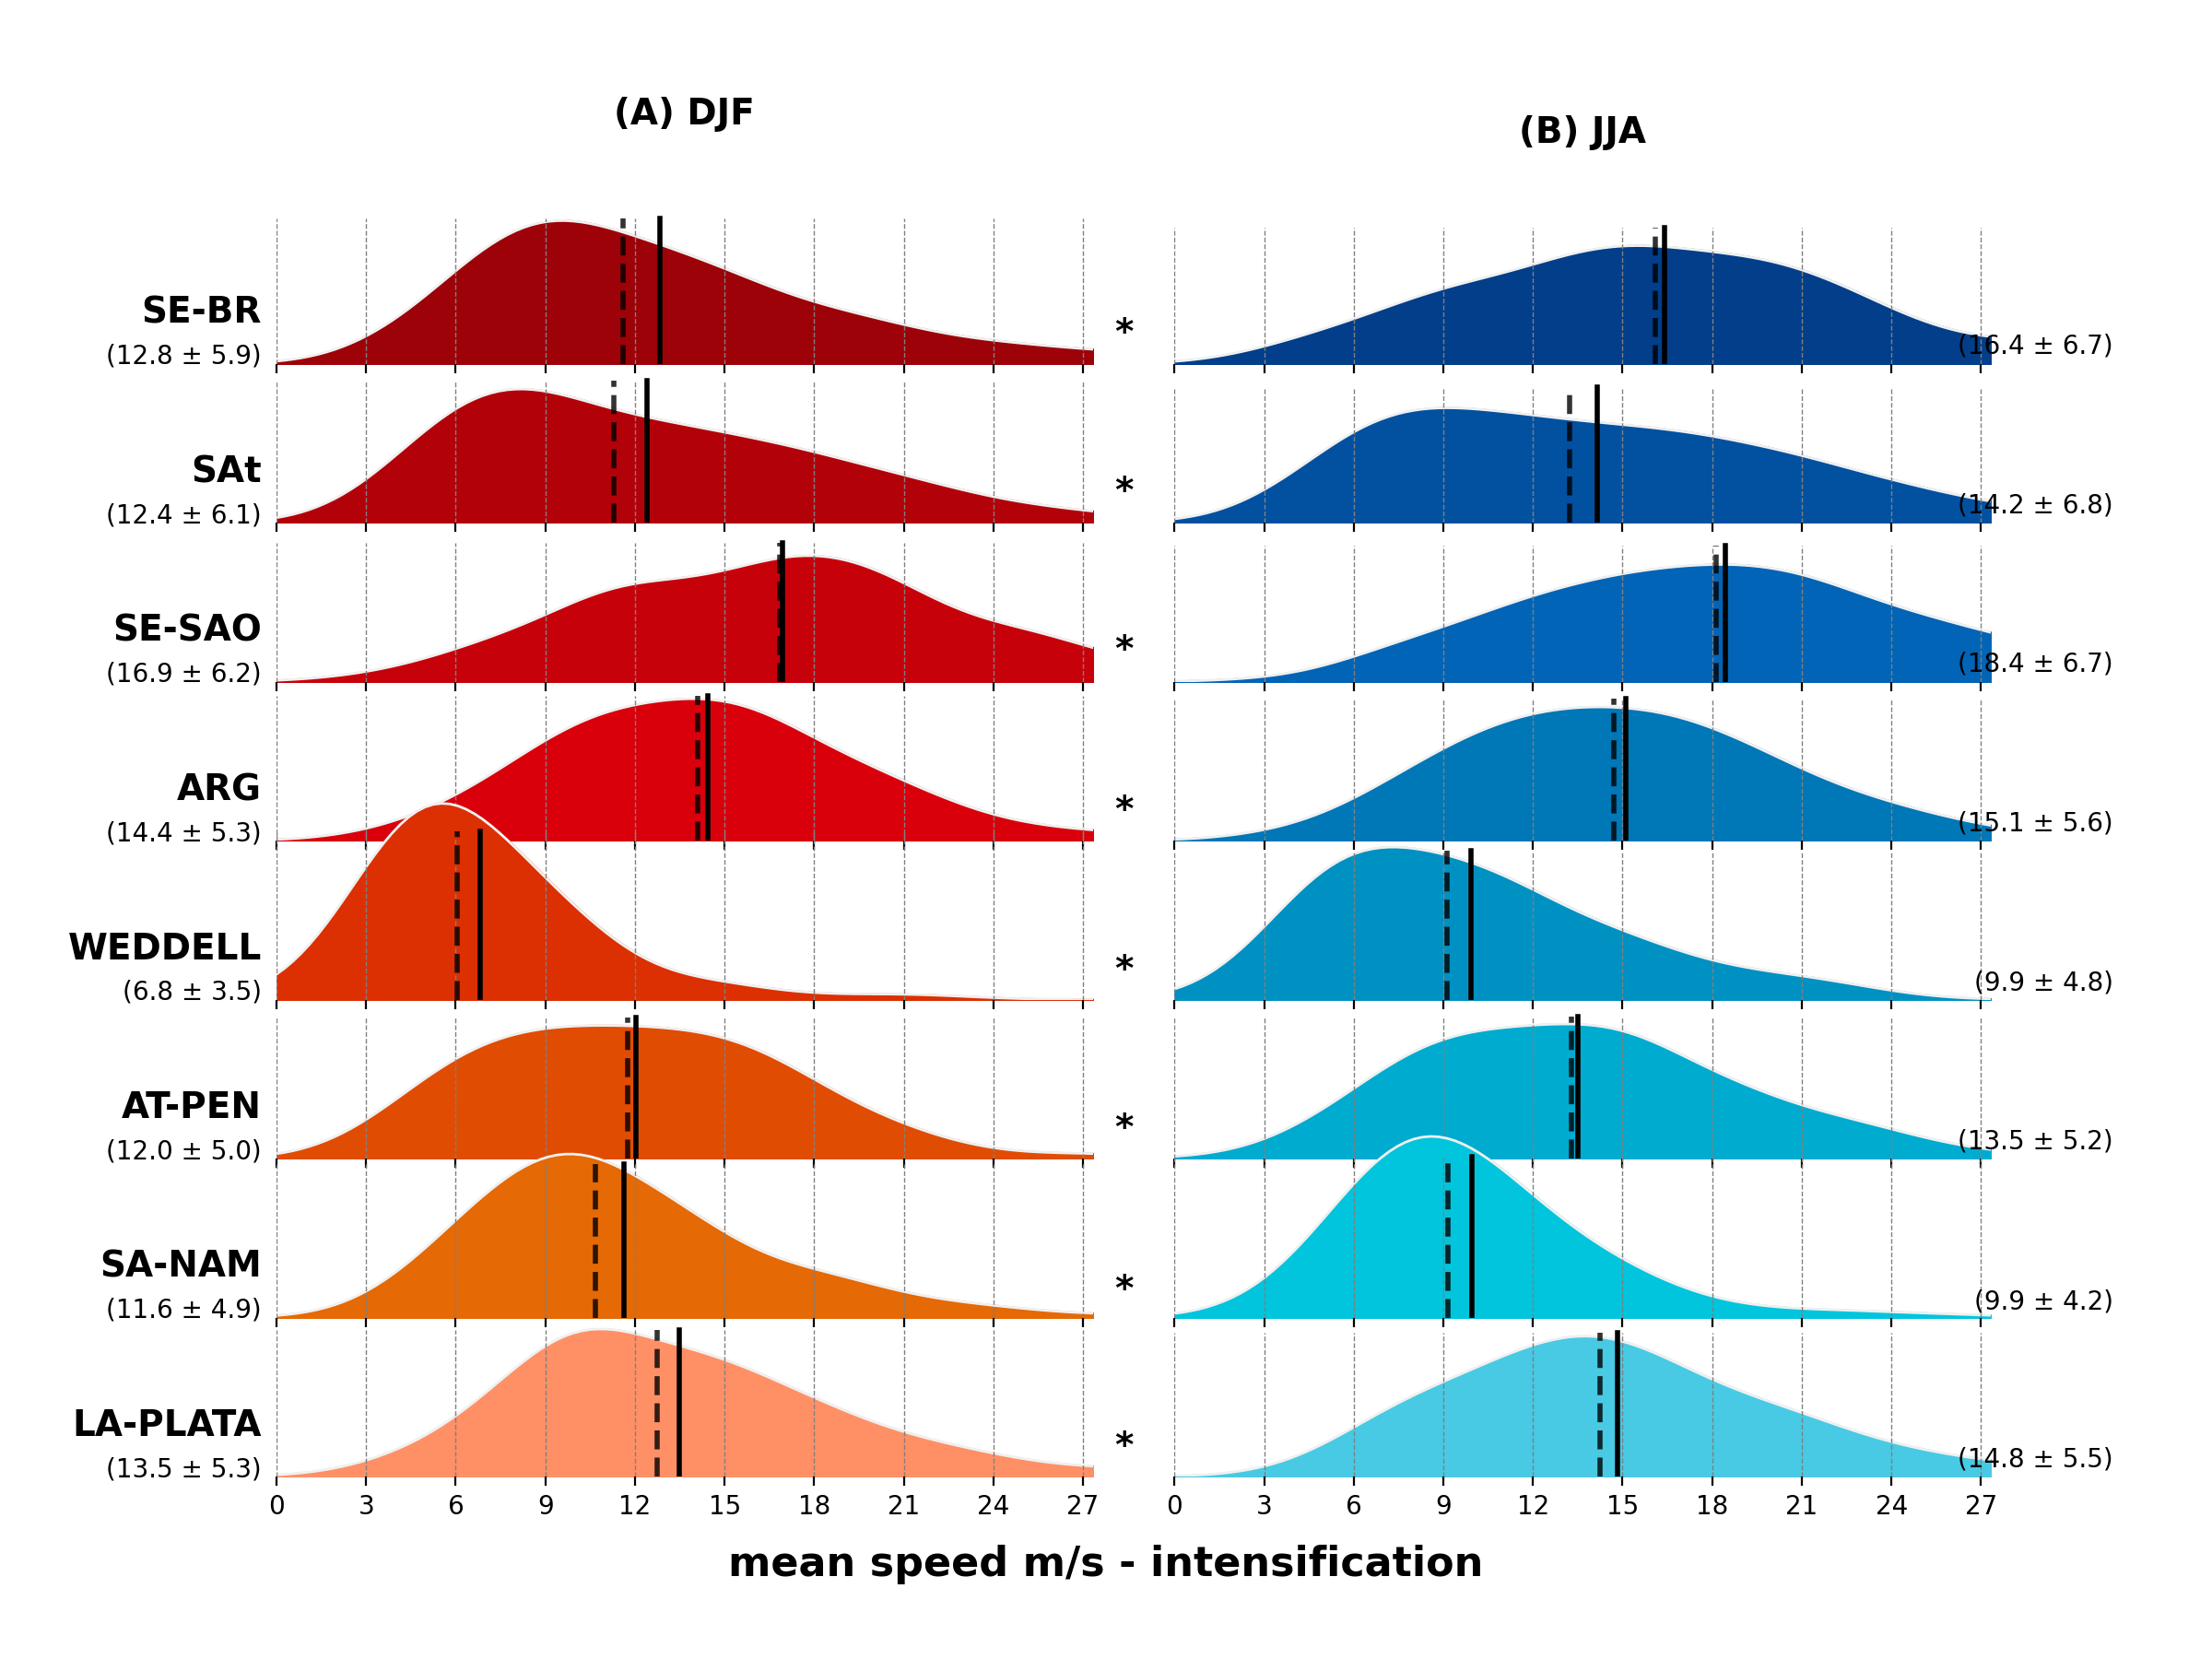 (A) DJF
(B) JJA
SE-BR
(12.8 ± 5.9)
*
(16.4 ± 6.7)
SAt
(12.4 ± 6.1)
*
(14.2 ± 6.8)
SE-SAO
(16.9 ± 6.2)
*
(18.4 ± 6.7)
ARG
(14.4 ± 5.3)
*
(15.1 ± 5.6)
WEDDELL
(6.8 ± 3.5)
*
(9.9 ± 4.8)
AT-PEN
(12.0 ± 5.0)
*
(13.5 ± 5.2)
SA-NAM
(11.6 ± 4.9)
*
(9.9 ± 4.2)
LA-PLATA
(13.5 ± 5.3)
*
(14.8 ± 5.5)
0 3 6 9 12 15 18 21 24 27
0 3 6 9 12 15 18 21 24 27
mean speed m/s - intensification